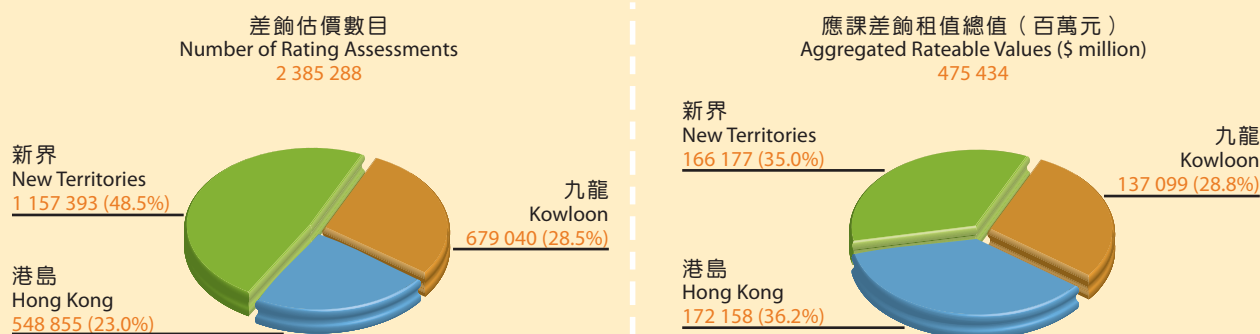 差餉估價數目
Number of Rating Assessments
2 385 288
新界
New Territories
1 157 393 (48.5%)
九龍
Kowloon
679 040 (28.5%)
港島
Hong Kong
548 855 (23.0%)
應課差餉租值總值（百萬元）
Aggregated Rateable Values ($ million)
475 434
新界
New Territories
166 177 (35.0%)
九龍
Kowloon
137 099 (28.8%)
港島
Hong Kong
172 158 (36.2%)